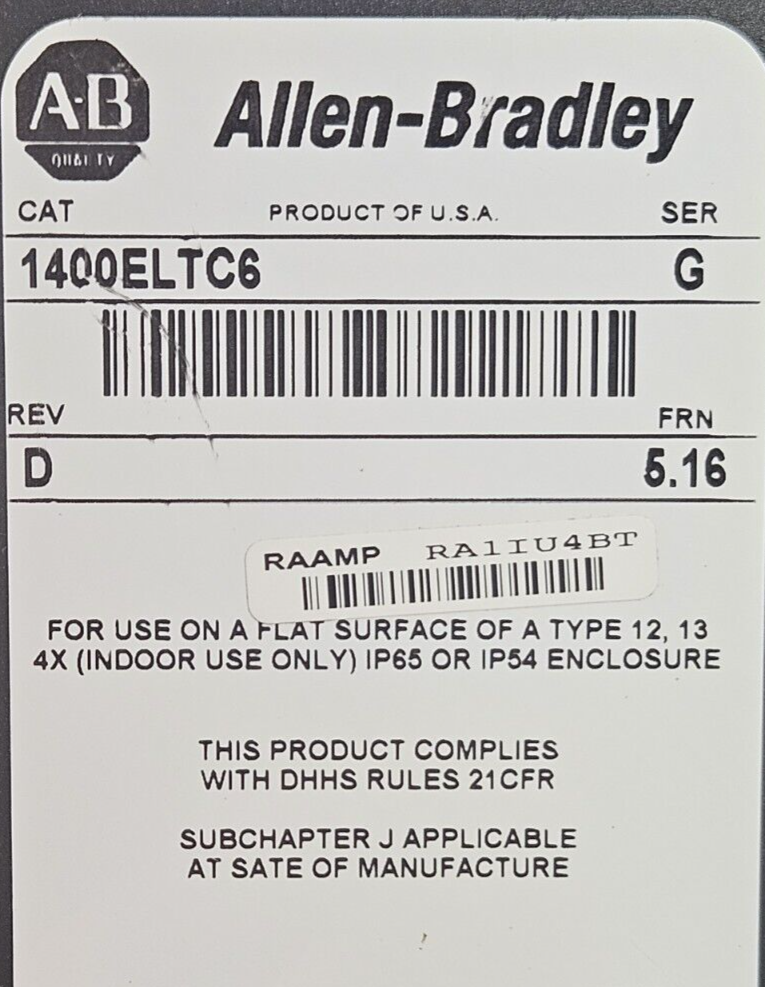 A·B
QUALITY
Allen-Bradley
CAT PRODUCT OF U.S.A. SER
1400ELTC6 G
REV FRN
D 5.16
RAAMP RA1IU4BT
FOR USE ON A FLAT SURFACE OF A TYPE 12, 13
4X (INDOOR USE ONLY) IP65 OR IP54 ENCLOSURE
THIS PRODUCT COMPLIES
WITH DHHS RULES 21CFR
SUBCHAPTER J APPLICABLE
AT SATE OF MANUFACTURE